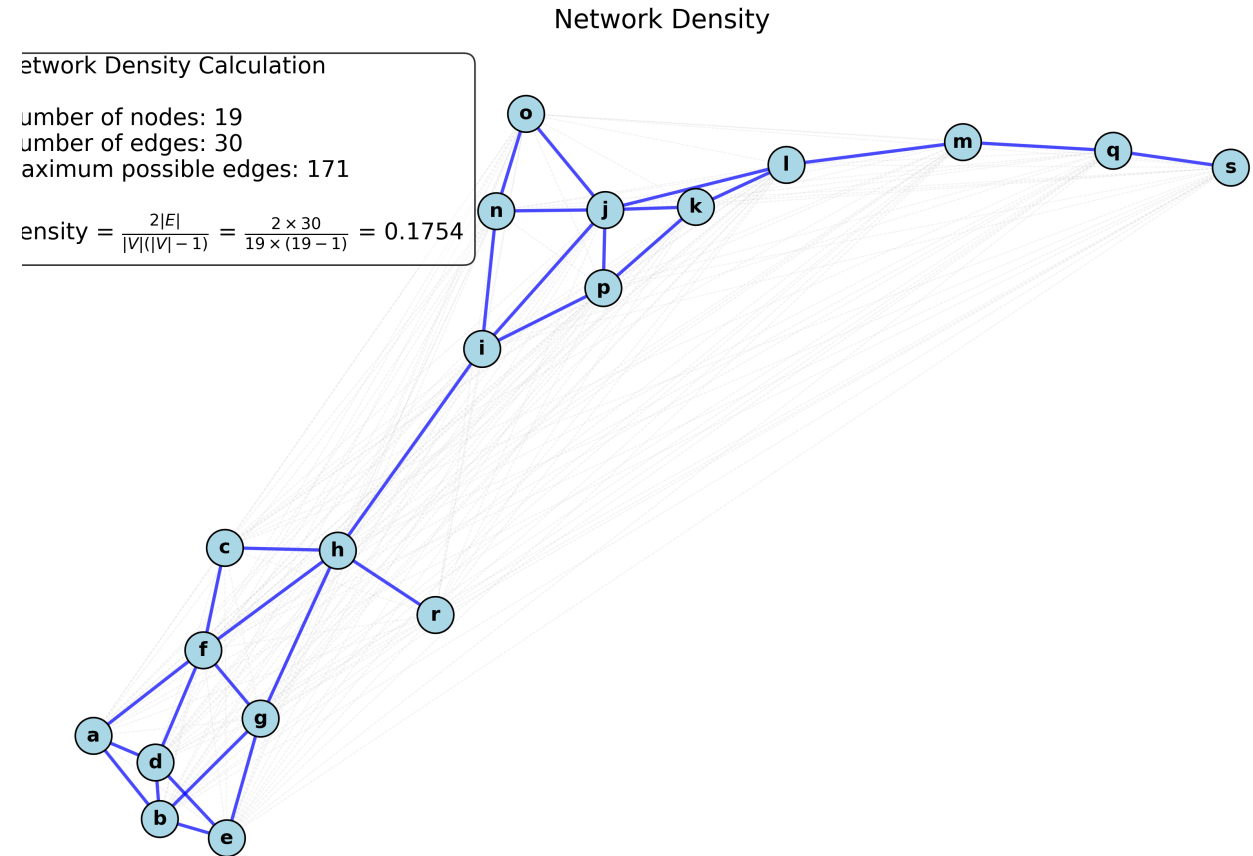 Network Density
etwork Density Calculation
umber of nodes: 19
umber of edges: 30
aximum possible edges: 171
ensity = 2|E| / |V|(|V| − 1) = 2 × 30 / 19 × (19 − 1) = 0.1754
o
m
q
l
s
n
j
k
p
i
c
h
r
f
g
a
d
b
e